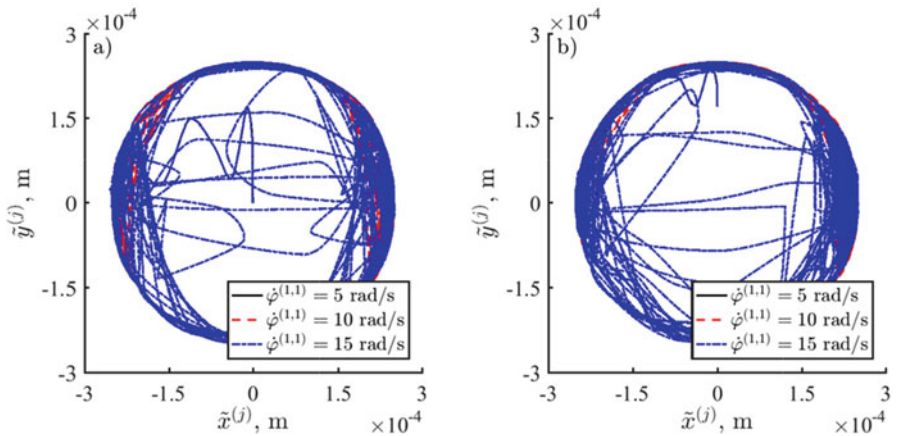 ×10⁻⁴
3
a)
1.5
0
-1.5
-3
ỹ⁽ʲ⁾, m
φ̇⁽¹,¹⁾ = 5 rad/s
φ̇⁽¹,¹⁾ = 10 rad/s
φ̇⁽¹,¹⁾ = 15 rad/s
-3 -1.5 0 1.5 3
x̃⁽ʲ⁾, m
×10⁻⁴
×10⁻⁴
3
b)
1.5
0
-1.5
-3
ỹ⁽ʲ⁾, m
φ̇⁽¹,¹⁾ = 5 rad/s
φ̇⁽¹,¹⁾ = 10 rad/s
φ̇⁽¹,¹⁾ = 15 rad/s
-3 -1.5 0 1.5 3
x̃⁽ʲ⁾, m
×10⁻⁴